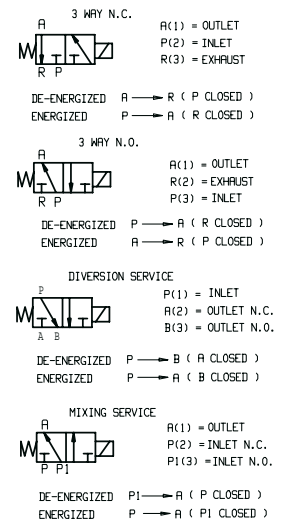 3 WAY N.C.
A
R P
A(1) = OUTLET
P(2) = INLET
R(3) = EXHAUST
DE-ENERGIZED A → R ( P CLOSED )
ENERGIZED P → A ( R CLOSED )
3 WAY N.O.
A
R P
A(1) = OUTLET
R(2) = EXHAUST
P(3) = INLET
DE-ENERGIZED P → A ( R CLOSED )
ENERGIZED A → R ( P CLOSED )
DIVERSION SERVICE
P
A B
P(1) = INLET
A(2) = OUTLET N.C.
B(3) = OUTLET N.O.
DE-ENERGIZED P → B ( A CLOSED )
ENERGIZED P → A ( B CLOSED )
MIXING SERVICE
A
P P1
A(1) = OUTLET
P(2) = INLET N.C.
P1(3) = INLET N.O.
DE-ENERGIZED P1 → A ( P CLOSED )
ENERGIZED P → A ( P1 CLOSED )